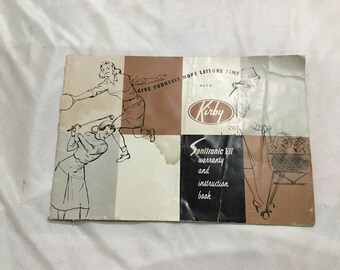 GIVE YOURSELF MORE LEISURE TIME
WITH
Kirby
Sanitronic VII
warranty
and
instruction
book